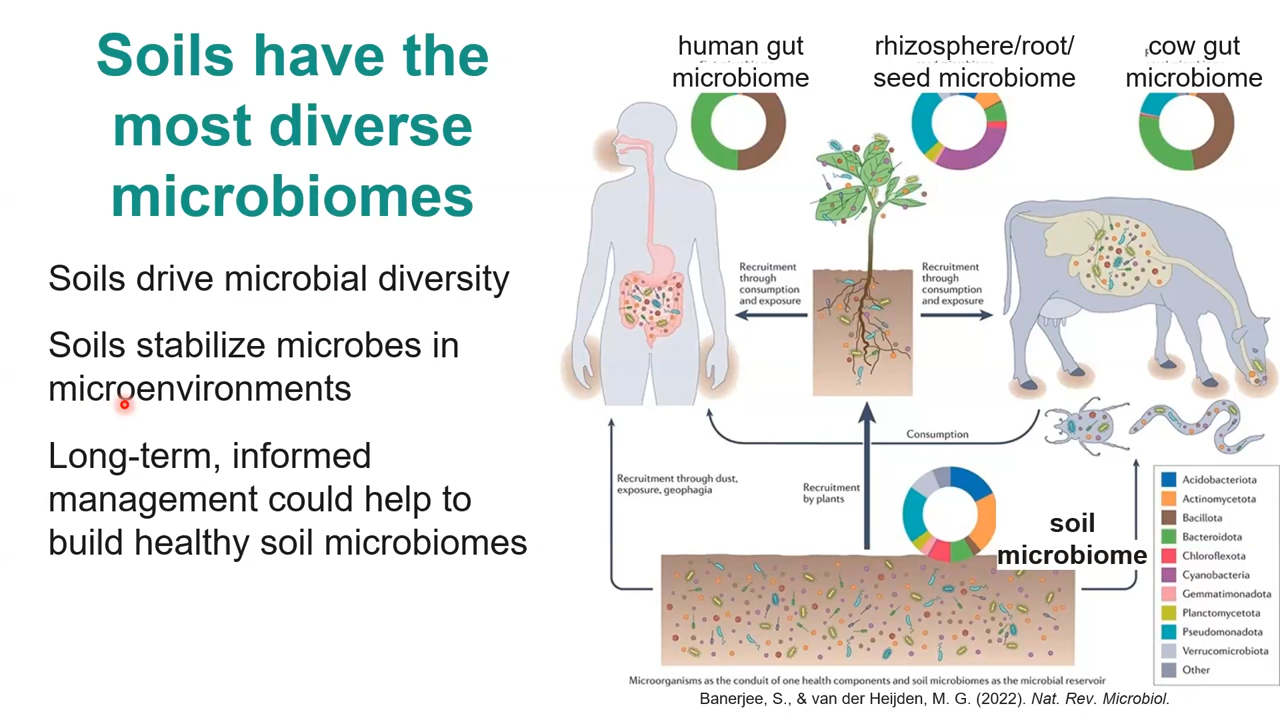 Soils have the
most diverse
microbiomes
Soils drive microbial diversity
Soils stabilize microbes in
microenvironments
Long-term, informed
management could help to
build healthy soil microbiomes
human gut
microbiome
rhizosphere/root/
seed microbiome
cow gut
microbiome
Recruitment
through
consumption
and exposure
Recruitment
through
consumption
and exposure
Consumption
Recruitment through dust,
exposure, geophagia
Recruitment
by plants
soil
microbiome
Acidobacteriota
Actinomycetota
Bacillota
Bacteroidota
Chloroflexota
Cyanobacteria
Gemmatimonadota
Planctomycetota
Pseudomonadota
Verrucomicrobiota
Other
Microorganisms as the conduit of one health components and soil microbiomes as the microbial reservoir
Banerjee, S., & van der Heijden, M. G. (2022). Nat. Rev. Microbiol.